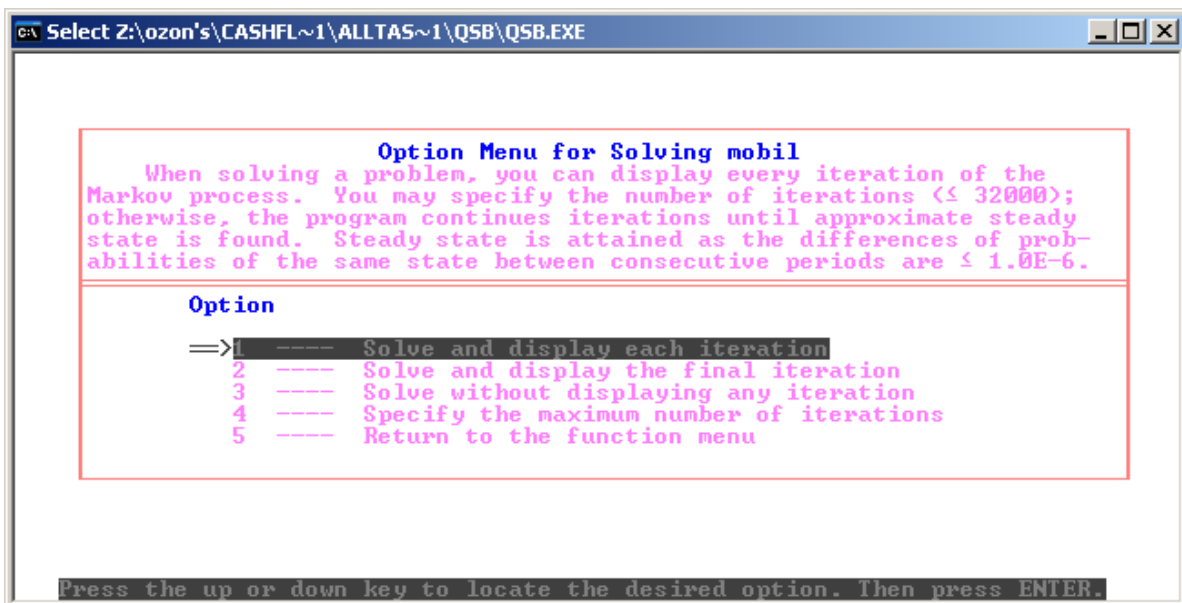 Select Z:\ozon's\CASHFL~1\ALLTAS~1\QSB\QSB.EXE
Option Menu for Solving mobil
When solving a problem, you can display every iteration of the
Markov process. You may specify the number of iterations (≤ 32000);
otherwise, the program continues iterations until approximate steady
state is found. Steady state is attained as the differences of prob-
abilities of the same state between consecutive periods are ≤ 1.0E-6.
Option
==>1 ---- Solve and display each iteration
2 ---- Solve and display the final iteration
3 ---- Solve without displaying any iteration
4 ---- Specify the maximum number of iterations
5 ---- Return to the function menu
Press the up or down key to locate the desired option. Then press ENTER.